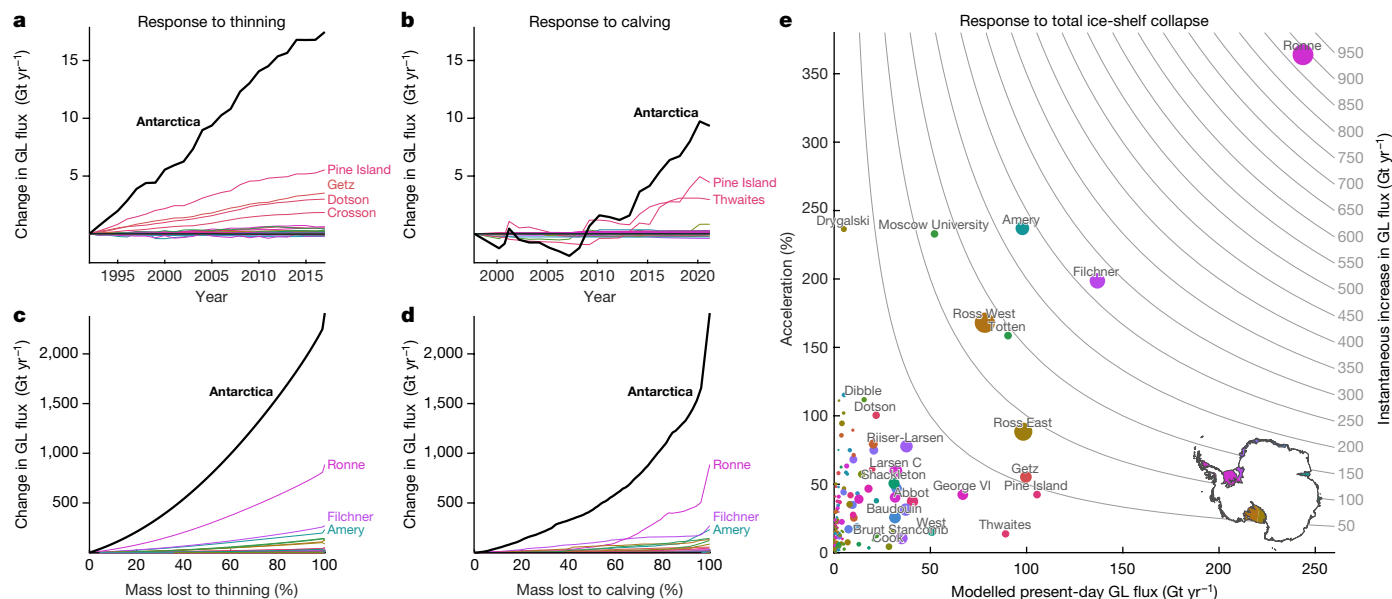 a
Response to thinning
Change in GL flux (Gt yr⁻¹)
15
10
5
Antarctica
Pine Island
Getz
Dotson
Crosson
1995
2000
2005
2010
2015
Year
b
Response to calving
Change in GL flux (Gt yr⁻¹)
15
10
5
Antarctica
Pine Island
Thwaites
2000
2005
2010
2015
2020
Year
c
Change in GL flux (Gt yr⁻¹)
2,000
1,500
1,000
500
Antarctica
Ronne
Filchner
Amery
0
20
40
60
80
100
Mass lost to thinning (%)
d
Change in GL flux (Gt yr⁻¹)
2,000
1,500
1,000
500
Antarctica
Ronne
Filchner
Amery
0
20
40
60
80
100
Mass lost to calving (%)
e
Response to total ice-shelf collapse
Acceleration (%)
350
300
250
200
150
100
50
0
Ronne
Drygalski
Moscow University
Amery
Filchner
Ross West
Totten
Dibble
Dotson
Ross East
Riiser-Larsen
Larsen C
Shackleton
Getz
George VI
Pine Island
Abbot
Baudouin
West
Thwaites
Brunt Stancomb
Cook
950
900
850
800
750
700
650
600
550
500
450
400
350
300
250
200
150
100
50
Instantaneous increase in GL flux (Gt yr⁻¹)
0
50
100
150
200
250
Modelled present-day GL flux (Gt yr⁻¹)